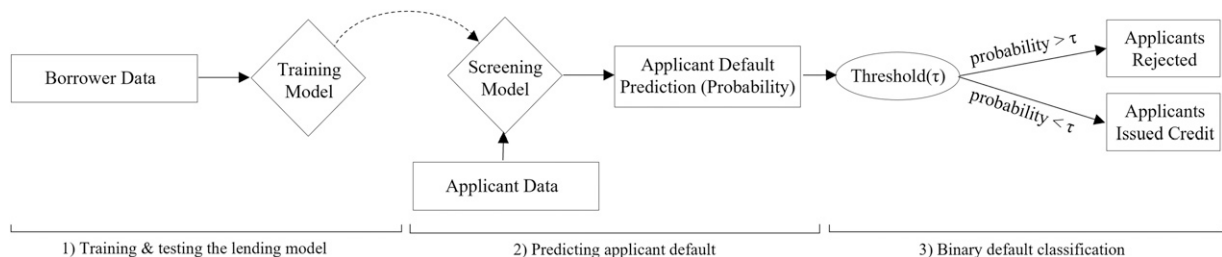 Borrower Data
Training
Model
Screening
Model
Applicant Data
Applicant Default
Prediction (Probability)
Threshold(τ)
probability > τ
probability < τ
Applicants
Rejected
Applicants
Issued Credit
1) Training & testing the lending model
2) Predicting applicant default
3) Binary default classification